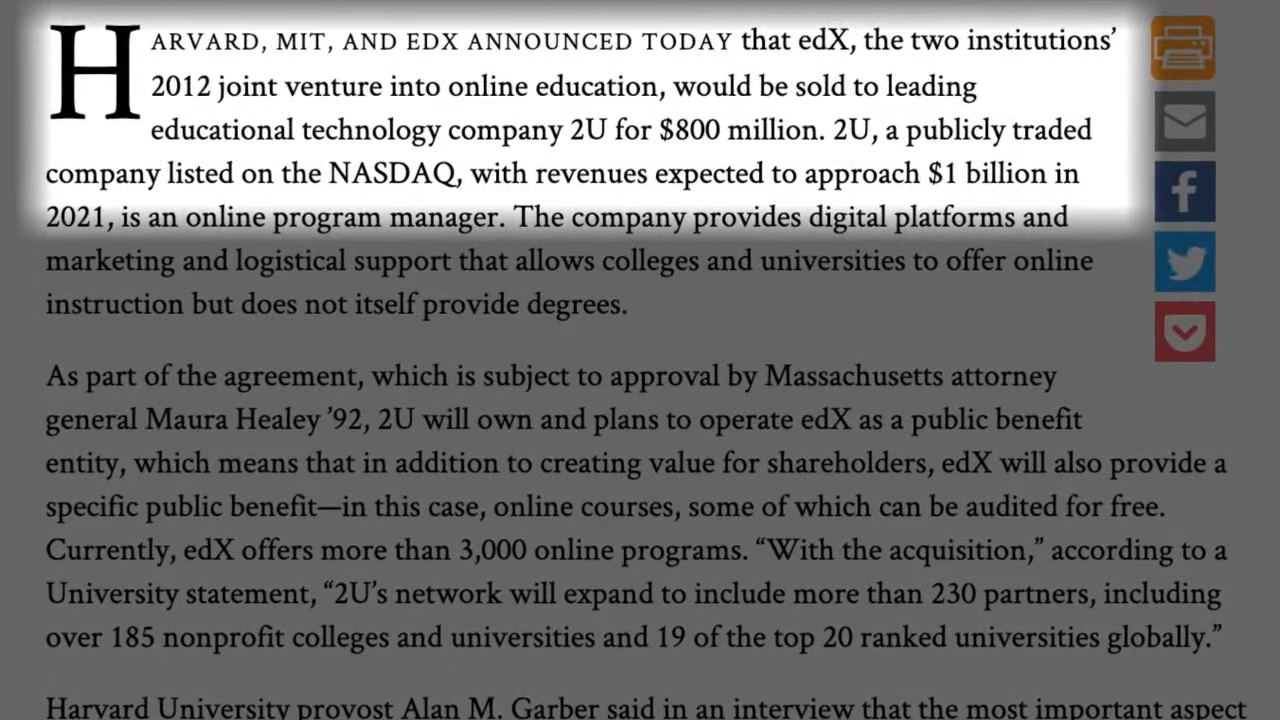 HARVARD, MIT, AND EDX ANNOUNCED TODAY that edX, the two institutions’
2012 joint venture into online education, would be sold to leading
educational technology company 2U for $800 million. 2U, a publicly traded
company listed on the NASDAQ, with revenues expected to approach $1 billion in
2021, is an online program manager. The company provides digital platforms and
marketing and logistical support that allows colleges and universities to offer online
instruction but does not itself provide degrees.
As part of the agreement, which is subject to approval by Massachusetts attorney
general Maura Healey ’92, 2U will own and plans to operate edX as a public benefit
entity, which means that in addition to creating value for shareholders, edX will also provide a
specific public benefit—in this case, online courses, some of which can be audited for free.
Currently, edX offers more than 3,000 online programs. “With the acquisition,” according to a
University statement, “2U’s network will expand to include more than 230 partners, including
over 185 nonprofit colleges and universities and 19 of the top 20 ranked universities globally.”
Harvard University provost Alan M. Garber said in an interview that the most important aspect